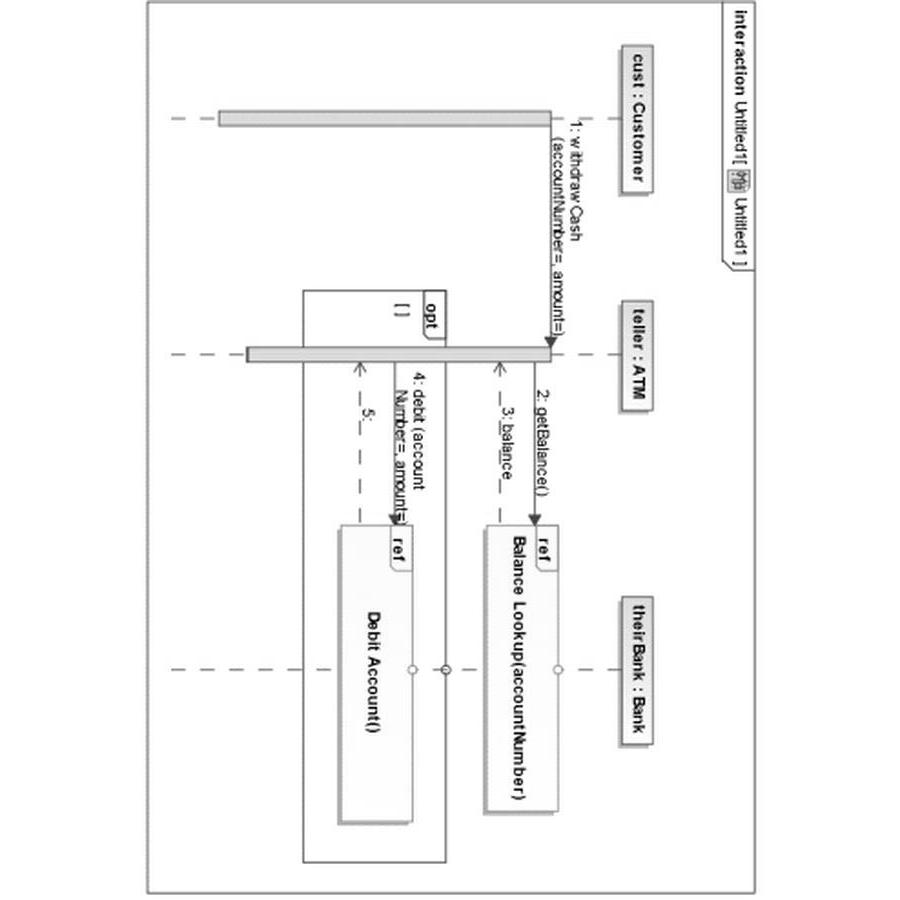 interaction Untitled1[ Untitled1 ]
cust : Customer
teller : ATM
theirBank : Bank
1: withdrawCash
(accountNumber=, amount=)
2: getBalance()
ref
Balance Lookup(accountNumber)
3: balance
opt
[ ]
4: debit (account
Number=, amount=)
ref
Debit Account()
5: